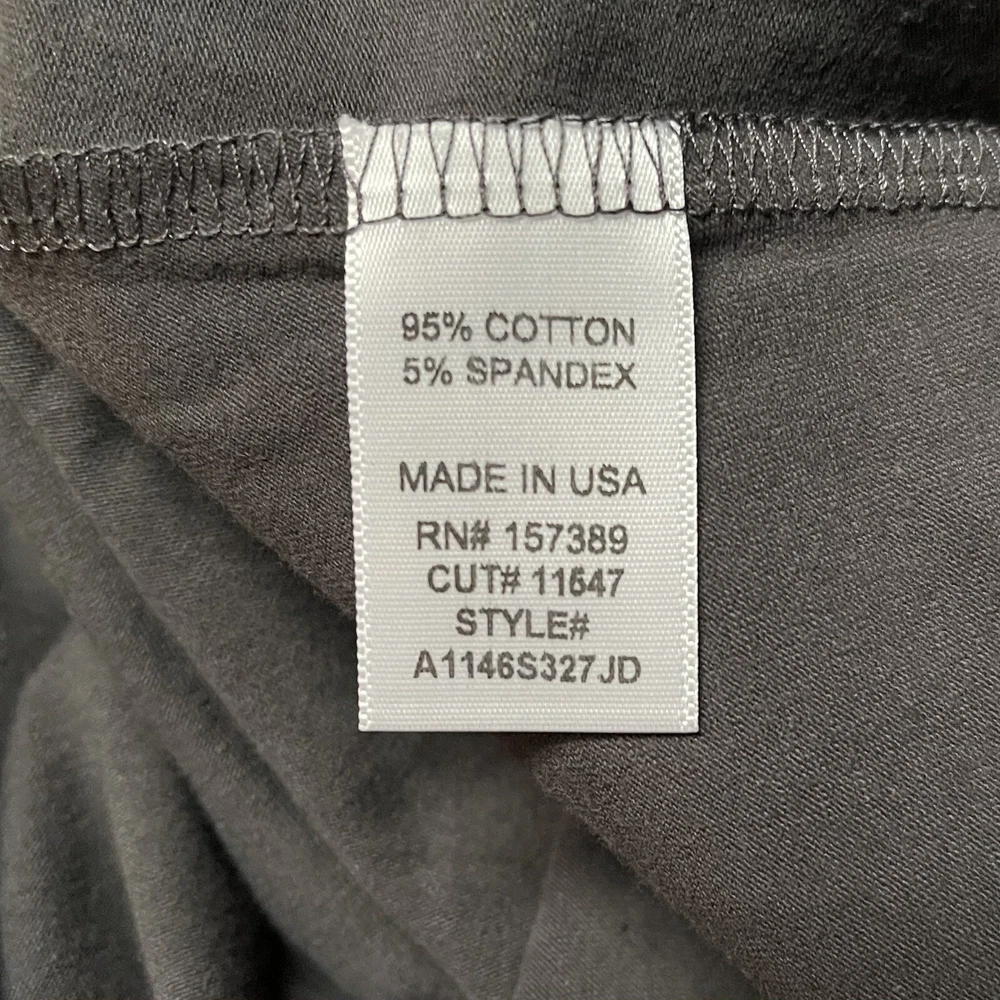 95% COTTON
5% SPANDEX
MADE IN USA
RN# 157389
CUT# 11647
STYLE#
A1146S327JD